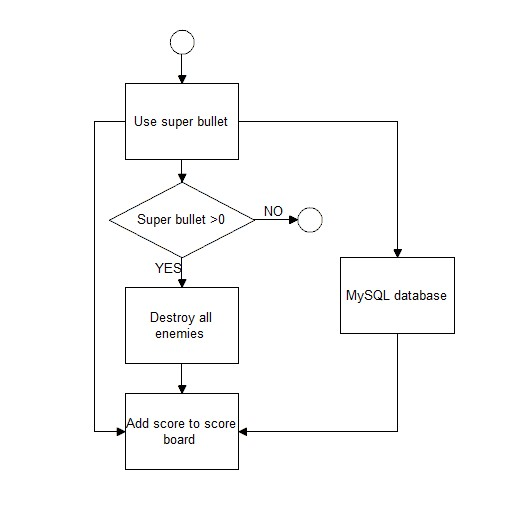 Use super bullet
Super bullet >0
NO
YES
MySQL database
Destroy all
enemies
Add score to score
board